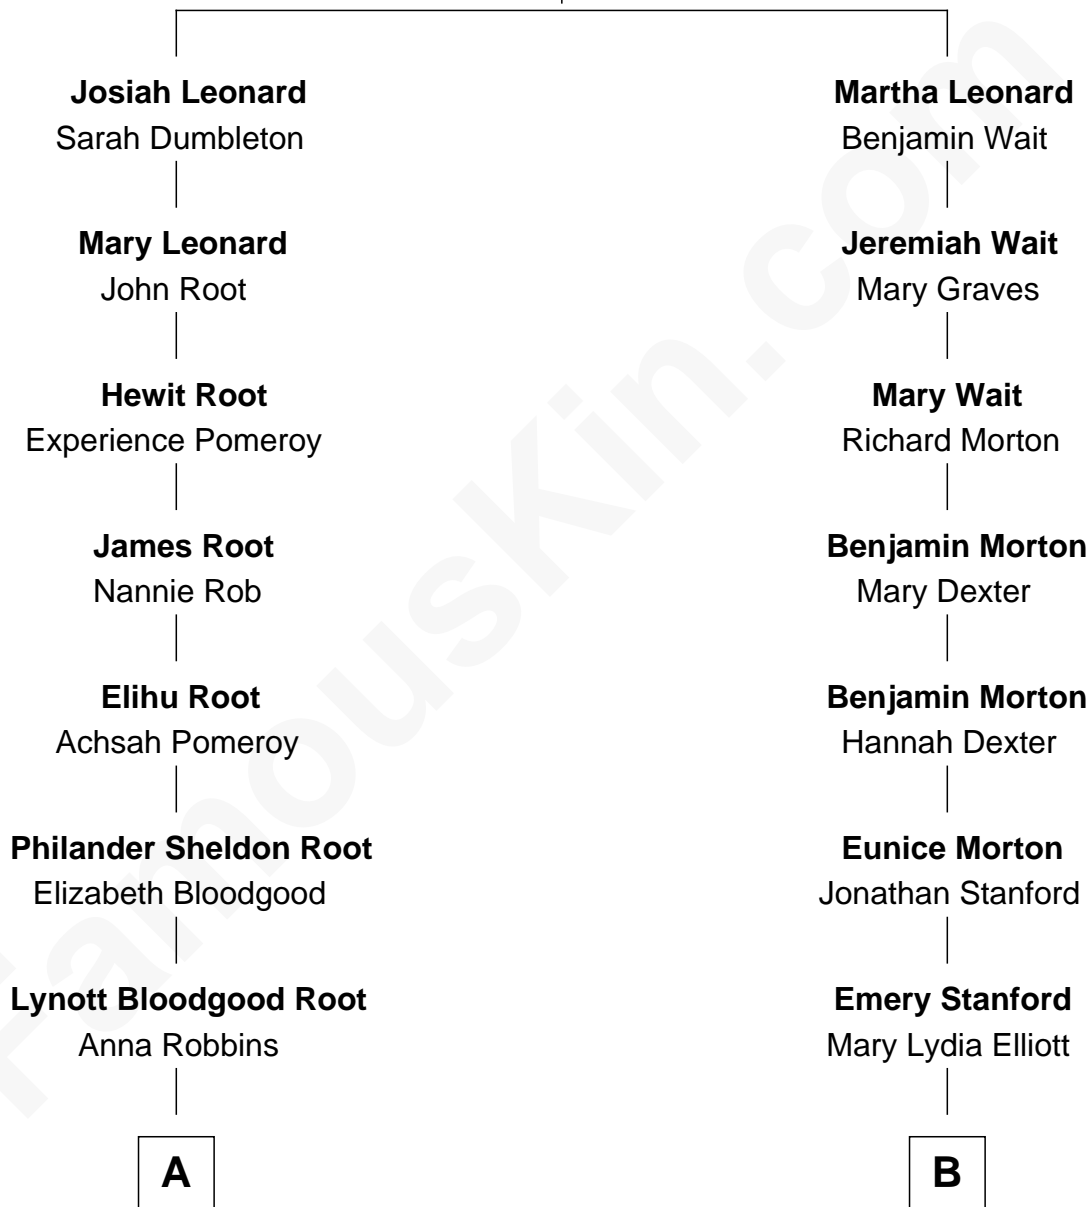 Josiah Leonard
Sarah Dumbleton
Martha Leonard
Benjamin Wait
Mary Leonard
John Root
Jeremiah Wait
Mary Graves
Hewit Root
Experience Pomeroy
Mary Wait
Richard Morton
James Root
Nannie Rob
Benjamin Morton
Mary Dexter
Elihu Root
Achsah Pomeroy
Benjamin Morton
Hannah Dexter
Philander Sheldon Root
Elizabeth Bloodgood
Eunice Morton
Jonathan Stanford
Lynott Bloodgood Root
Anna Robbins
Emery Stanford
Mary Lydia Elliott
A
B
FamousKin.com